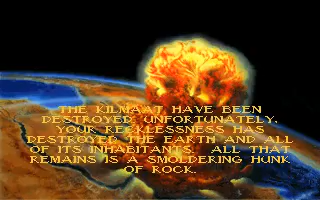 THE KILMAAT HAVE BEEN
DESTROYED UNFORTUNATELY,
YOUR RECKLESSNESS HAS
DESTROYED THE EARTH AND ALL
OF ITS INHABITANTS. ALL THAT
REMAINS IS A SMOLDERING HUNK
OF ROCK.